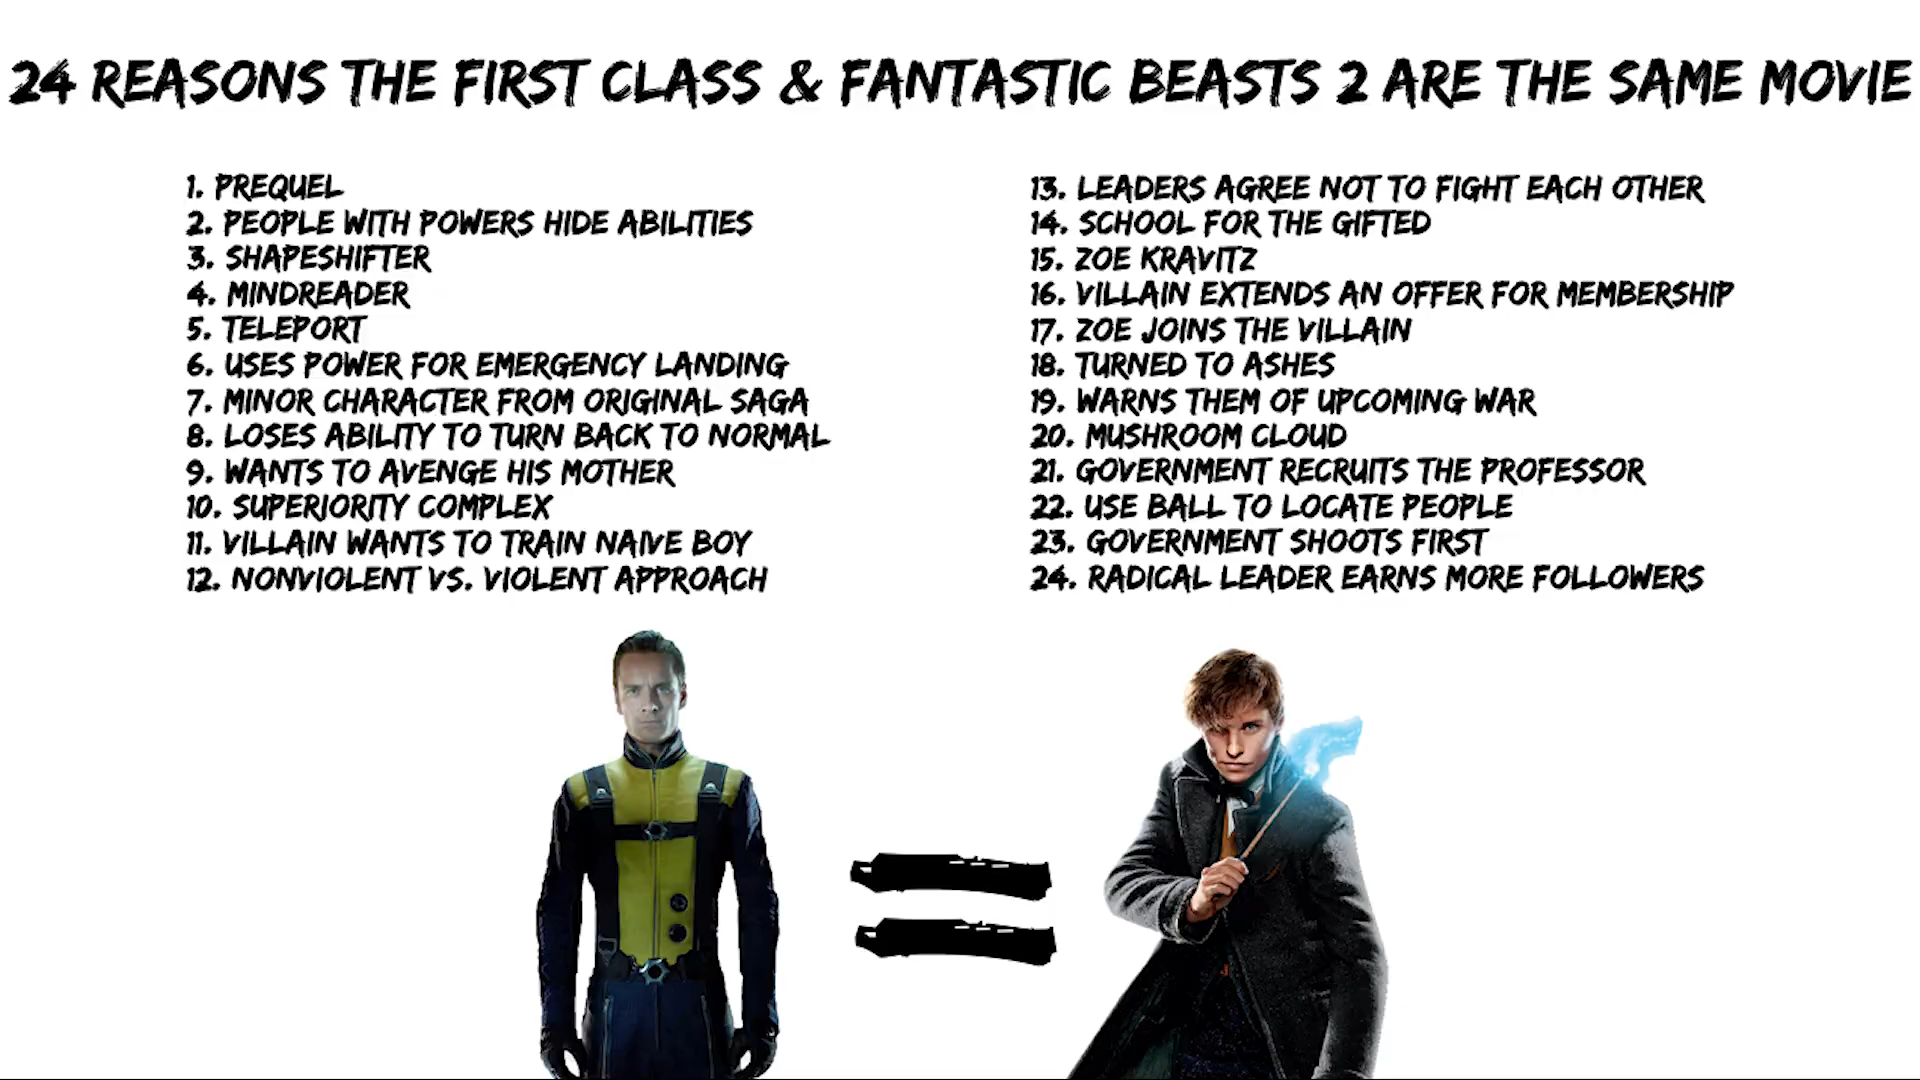 24 REASONS THE FIRST CLASS & FANTASTIC BEASTS 2 ARE THE SAME MOVIE
1. PREQUEL
2. PEOPLE WITH POWERS HIDE ABILITIES
3. SHAPESHIFTER
4. MINDREADER
5. TELEPORT
6. USES POWER FOR EMERGENCY LANDING
7. MINOR CHARACTER FROM ORIGINAL SAGA
8. LOSES ABILITY TO TURN BACK TO NORMAL
9. WANTS TO AVENGE HIS MOTHER
10. SUPERIORITY COMPLEX
11. VILLAIN WANTS TO TRAIN NAIVE BOY
12. NONVIOLENT VS. VIOLENT APPROACH
13. LEADERS AGREE NOT TO FIGHT EACH OTHER
14. SCHOOL FOR THE GIFTED
15. ZOE KRAVITZ
16. VILLAIN EXTENDS AN OFFER FOR MEMBERSHIP
17. ZOE JOINS THE VILLAIN
18. TURNED TO ASHES
19. WARNS THEM OF UPCOMING WAR
20. MUSHROOM CLOUD
21. GOVERNMENT RECRUITS THE PROFESSOR
22. USE BALL TO LOCATE PEOPLE
23. GOVERNMENT SHOOTS FIRST
24. RADICAL LEADER EARNS MORE FOLLOWERS